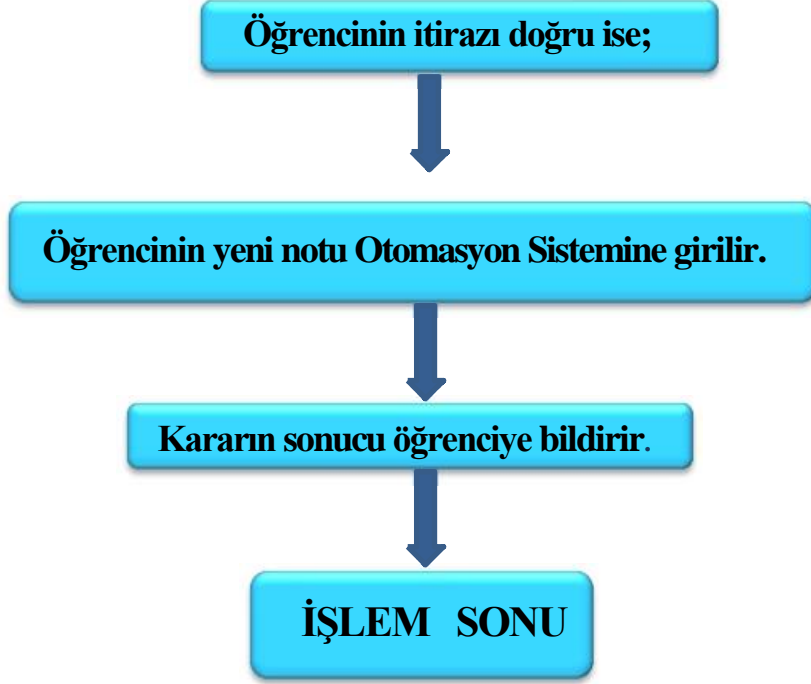 Öğrencinin itirazı doğru ise;
Öğrencinin yeni notu Otomasyon Sistemine girilir.
Kararın sonucu öğrenciye bildirir.
İŞLEM SONU